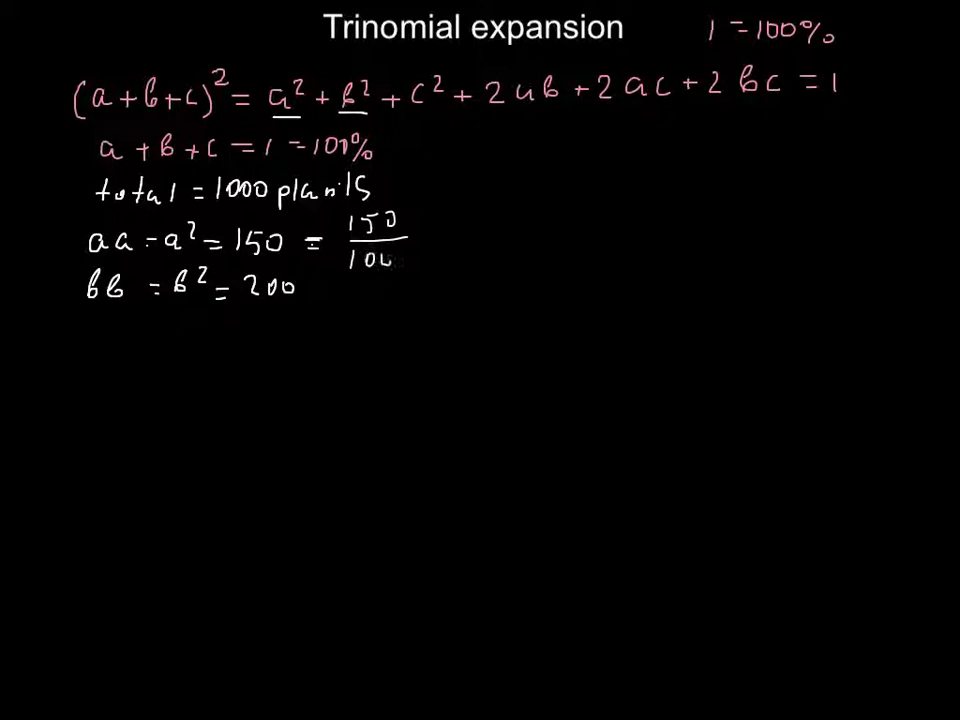 Trinomial expansion
1 = 100%
(a+b+c)² = a² + b² + c² + 2ab + 2ac + 2bc = 1
a + b + c = 1 = 100%
total = 1000 plants
aa = a² = 150 = 150/100
bb = b² = 200